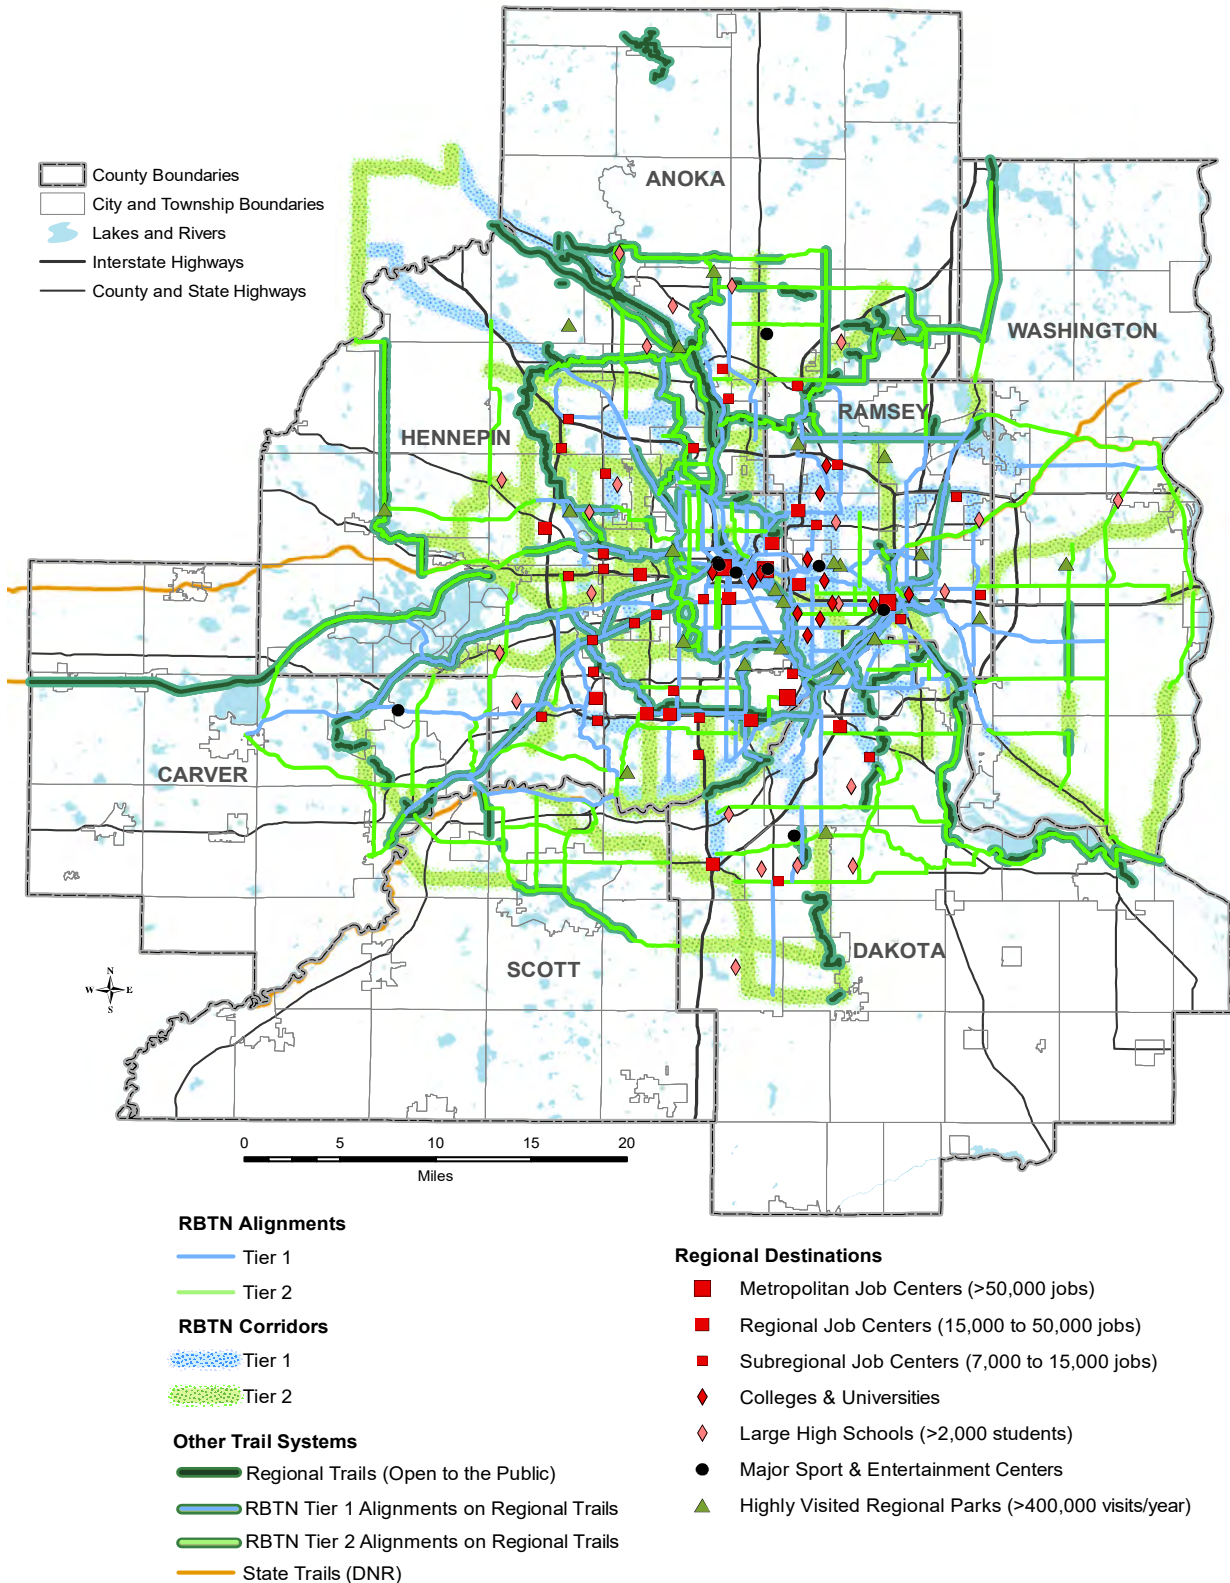 ANOKA
County Boundaries
City and Township Boundaries
Lakes and Rivers
Interstate Highways
County and State Highways
WASHINGTON
RAMSEY
HENNEPIN
CARVER
SCOTT
DAKOTA
N
W E
S
0 5 10 15 20
Miles
RBTN Alignments
Tier 1
Tier 2
RBTN Corridors
Tier 1
Tier 2
Other Trail Systems
Regional Trails (Open to the Public)
RBTN Tier 1 Alignments on Regional Trails
RBTN Tier 2 Alignments on Regional Trails
State Trails (DNR)
Regional Destinations
Metropolitan Job Centers (>50,000 jobs)
Regional Job Centers (15,000 to 50,000 jobs)
Subregional Job Centers (7,000 to 15,000 jobs)
Colleges & Universities
Large High Schools (>2,000 students)
Major Sport & Entertainment Centers
Highly Visited Regional Parks (>400,000 visits/year)